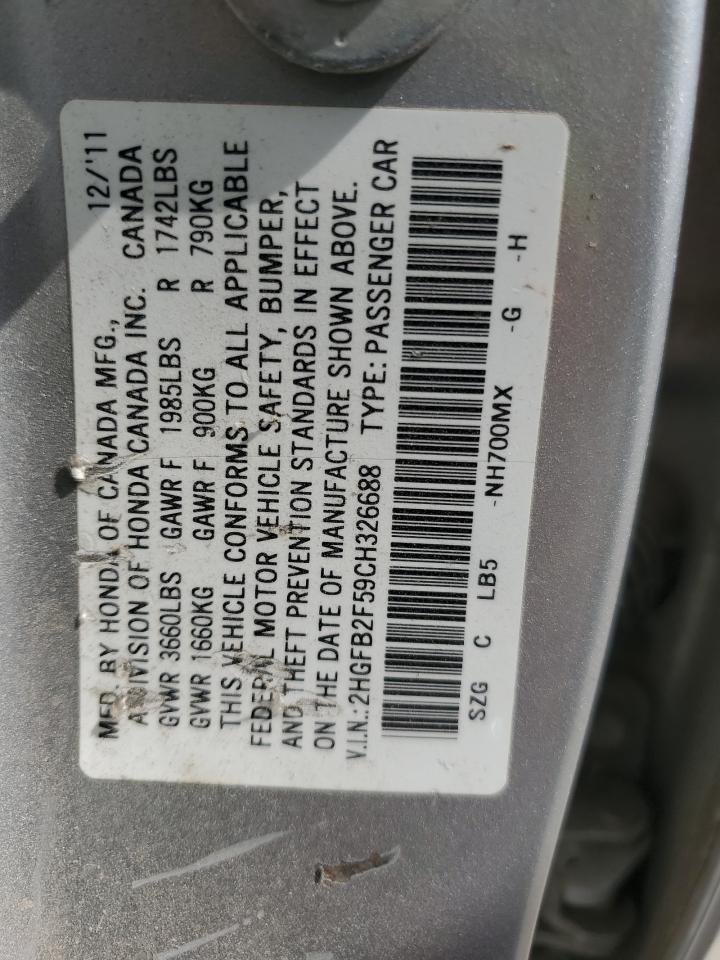 MFD. BY HONDA OF CANADA MFG., 12/'11
A DIVISION OF HONDA CANADA INC. CANADA
GVWR 3660LBS GAWR F 1985LBS R 1742LBS
GVWR 1660KG GAWR F 900KG R 790KG
THIS VEHICLE CONFORMS TO ALL APPLICABLE
FEDERAL MOTOR VEHICLE SAFETY, BUMPER,
AND THEFT PREVENTION STANDARDS IN EFFECT
ON THE DATE OF MANUFACTURE SHOWN ABOVE.
V.I.N.:2HGFB2F59CH326688 TYPE: PASSENGER CAR
SZG C LB5 -NH700MX -G -H